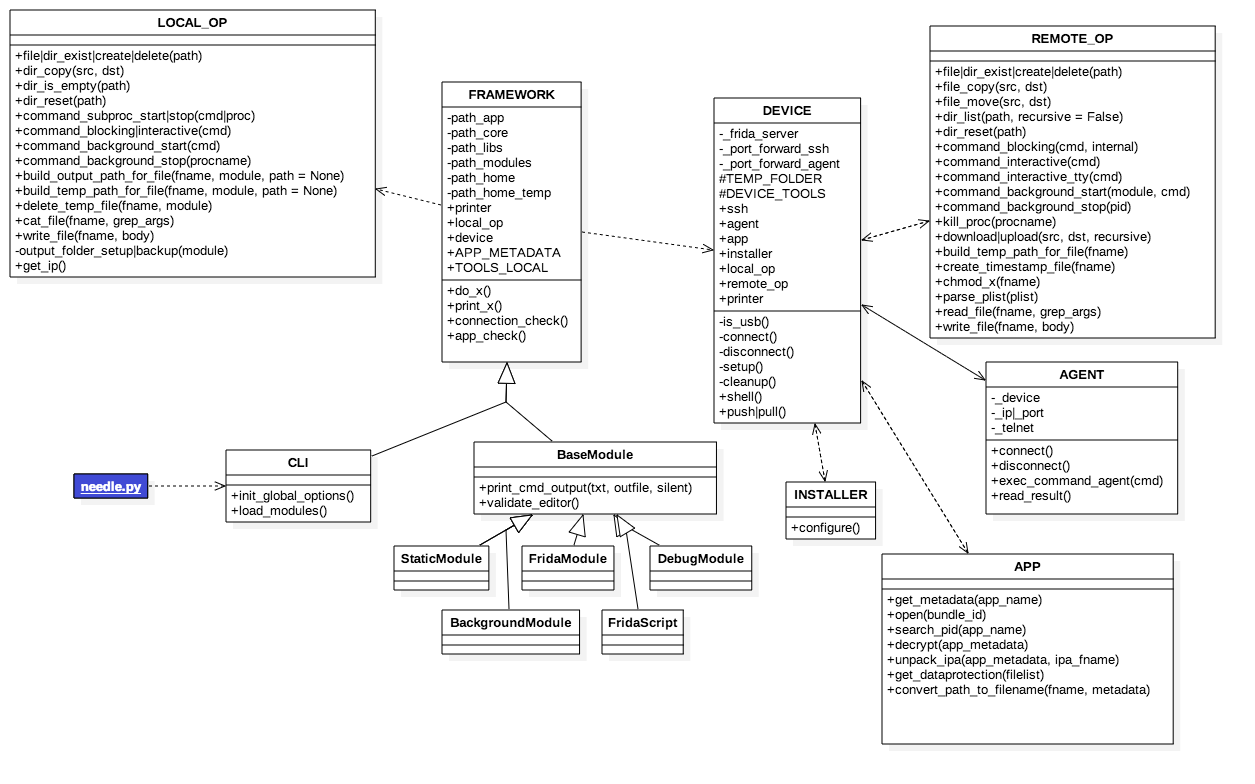 LOCAL_OP
+file|dir_exist|create|delete(path)
+dir_copy(src, dst)
+dir_is_empty(path)
+dir_reset(path)
+command_subproc_start|stop(cmd|proc)
+command_blocking|interactive(cmd)
+command_background_start(cmd)
+command_background_stop(procname)
+build_output_path_for_file(fname, module, path = None)
+build_temp_path_for_file(fname, module, path = None)
+delete_temp_file(fname, module)
+cat_file(fname, grep_args)
+write_file(fname, body)
-output_folder_setup|backup(module)
+get_ip()
FRAMEWORK
-path_app
-path_core
-path_libs
-path_modules
-path_home
-path_home_temp
+printer
+local_op
+device
+APP_METADATA
+TOOLS_LOCAL
+do_x()
+print_x()
+connection_check()
+app_check()
DEVICE
-_frida_server
-_port_forward_ssh
-_port_forward_agent
#TEMP_FOLDER
#DEVICE_TOOLS
+ssh
+agent
+app
+installer
+local_op
+remote_op
+printer
-is_usb()
-connect()
-disconnect()
-setup()
-cleanup()
+shell()
+push|pull()
REMOTE_OP
+file|dir_exist|create|delete(path)
+file_copy(src, dst)
+file_move(src, dst)
+dir_list(path, recursive = False)
+dir_reset(path)
+command_blocking(cmd, internal)
+command_interactive(cmd)
+command_interactive_tty(cmd)
+command_background_start(module, cmd)
+command_background_stop(pid)
+kill_proc(procname)
+download|upload(src, dst, recursive)
+build_temp_path_for_file(fname)
+create_timestamp_file(fname)
+chmod_x(fname)
+parse_plist(plist)
+read_file(fname, grep_args)
+write_file(fname, body)
AGENT
-_device
-_ip|_port
-_telnet
+connect()
+disconnect()
+exec_command_agent(cmd)
+read_result()
needle.py
CLI
+init_global_options()
+load_modules()
BaseModule
+print_cmd_output(txt, outfile, silent)
+validate_editor()
INSTALLER
+configure()
StaticModule
FridaModule
DebugModule
BackgroundModule
FridaScript
APP
+get_metadata(app_name)
+open(bundle_id)
+search_pid(app_name)
+decrypt(app_metadata)
+unpack_ipa(app_metadata, ipa_fname)
+get_dataprotection(filelist)
+convert_path_to_filename(fname, metadata)